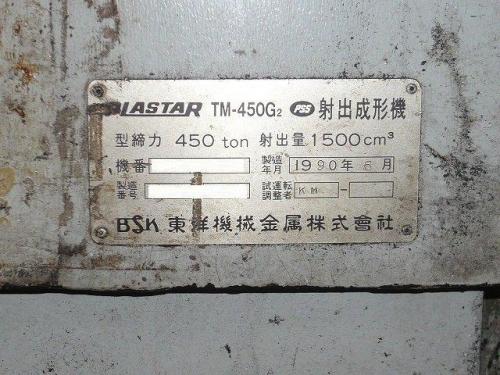 PLASTAR TM-450G2 PSS 射出成形機
型締力 450 ton 射出量 1500cm³
機番 製造年月 1990年 6月
製造番号 試運転調整者 KM -
BSK 東洋機械金属株式會社